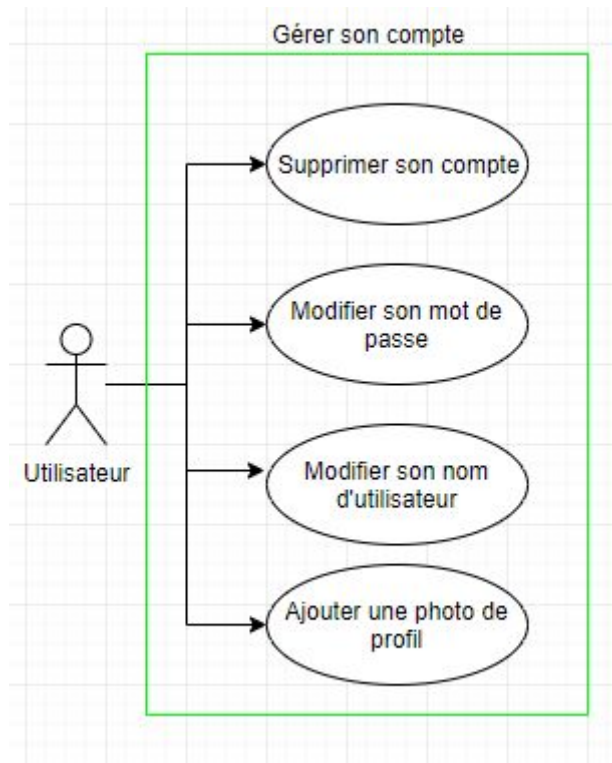 Gérer son compte
Supprimer son compte
Modifier son mot de
passe
Utilisateur
Modifier son nom
d'utilisateur
Ajouter une photo de
profil